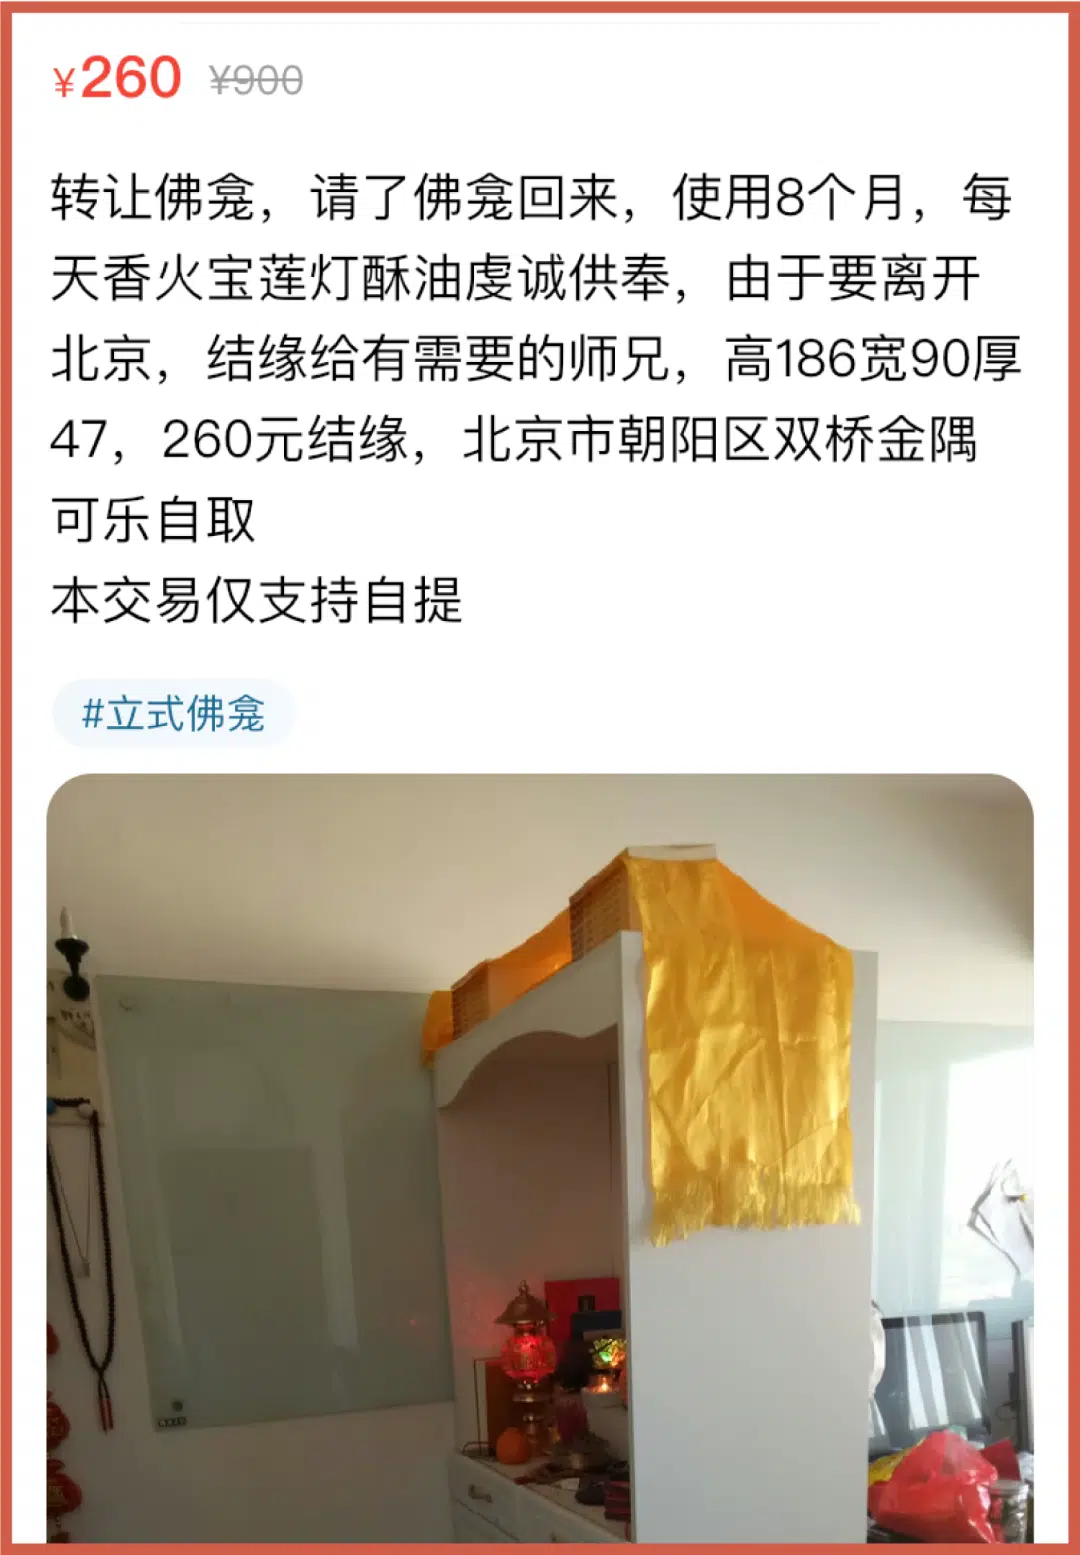 ¥260 ¥900
转让佛龛，请了佛龛回来，使用8个月，每
天香火宝莲灯酥油虔诚供奉，由于要离开
北京，结缘给有需要的师兄，高186宽90厚
47，260元结缘，北京市朝阳区双桥金隅
可乐自取
本交易仅支持自提
#立式佛龛